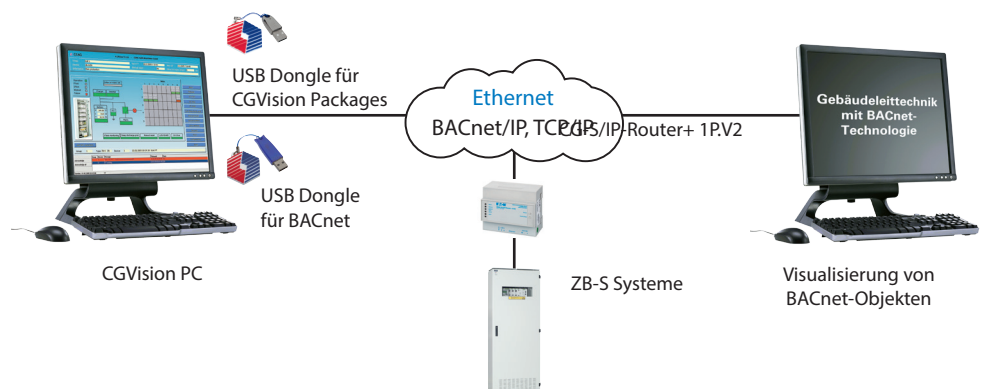 USB Dongle für
CGVision Packages
Ethernet
BACnet/IP, TCP/IP
CG-S/IP-Router+ 1P.V2
USB Dongle
für BACnet
CGVision PC
ZB-S Systeme
Gebäudeleittechnik
mit BACnet-
Technologie
Visualisierung von
BACnet-Objekten